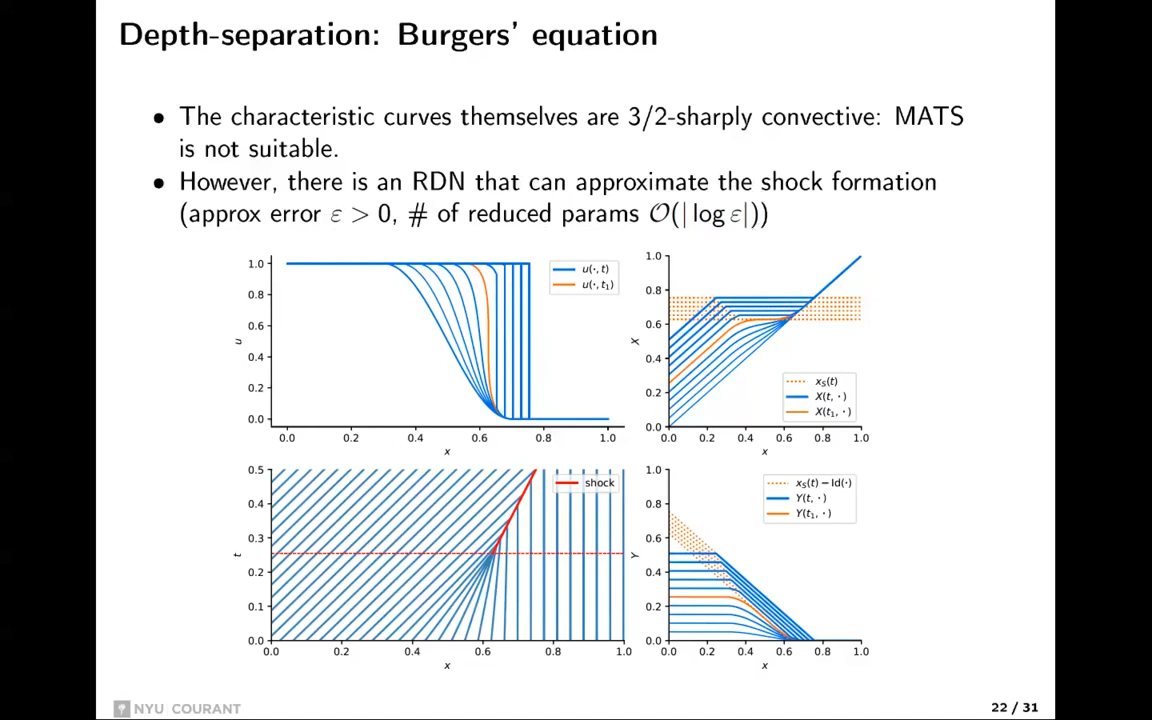 Depth-separation: Burgers' equation
• The characteristic curves themselves are 3/2-sharply convective: MATS
is not suitable.
• However, there is an RDN that can approximate the shock formation
(approx error ε > 0, # of reduced params 𝒪(| log ε|))
1.0
0.8
0.6
0.4
0.2
0.0
u
0.0 0.2 0.4 0.6 0.8 1.0
x
u(·, t)
u(·, t₁)
1.0
0.8
0.6
0.4
0.2
0.0
X
0.0 0.2 0.4 0.6 0.8 1.0
x
x_S(t)
X(t, ·)
X(t₁, ·)
0.5
0.4
0.3
0.2
0.1
0.0
t
0.0 0.2 0.4 0.6 0.8 1.0
x
shock
1.0
0.8
0.6
0.4
0.2
0.0
Y
0.0 0.2 0.4 0.6 0.8 1.0
x
x_S(t) − Id(·)
Y(t, ·)
Y(t₁, ·)
NYU COURANT
22 / 31